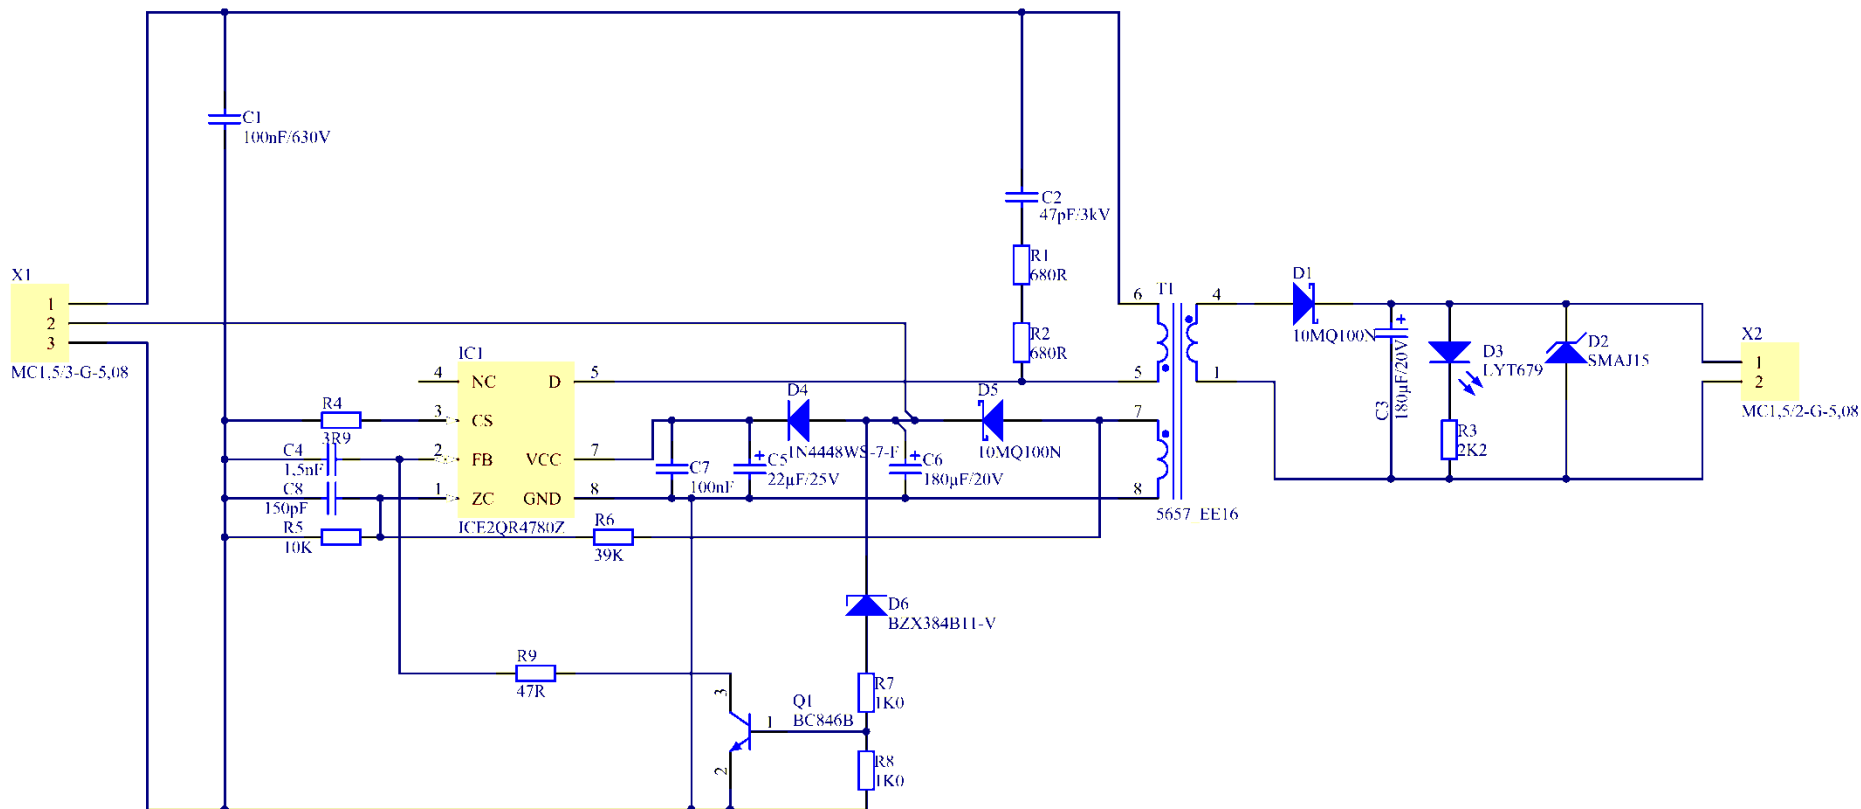 C1
100nF/630V
C2
47pF/3kV
R1
680R
R2
680R
X1
1
2
3
MC1,5/3-G-5,08
IC1
4 NC D 5
3 CS
2 FB VCC 7
1 ZC GND 8
ICE2QR4780Z
R4
3R9
C4
1,5nF
C8
150pF
R5
10K
R6
39K
C7
100nF
C5
22µF/25V
D4
1N4448WS-7-F
C6
180µF/20V
D5
10MQ100N
6 T1 4
5 1
7
8
5657 EE16
D1
10MQ100N
C3
180µF/20V
D3
LYT679
R3
2K2
D2
SMAJ15
X2
1
2
MC1,5/2-G-5,08
D6
BZX384B11-V
R9
47R
R7
1K0
Q1
BC846B
3
1
2
R8
1K0